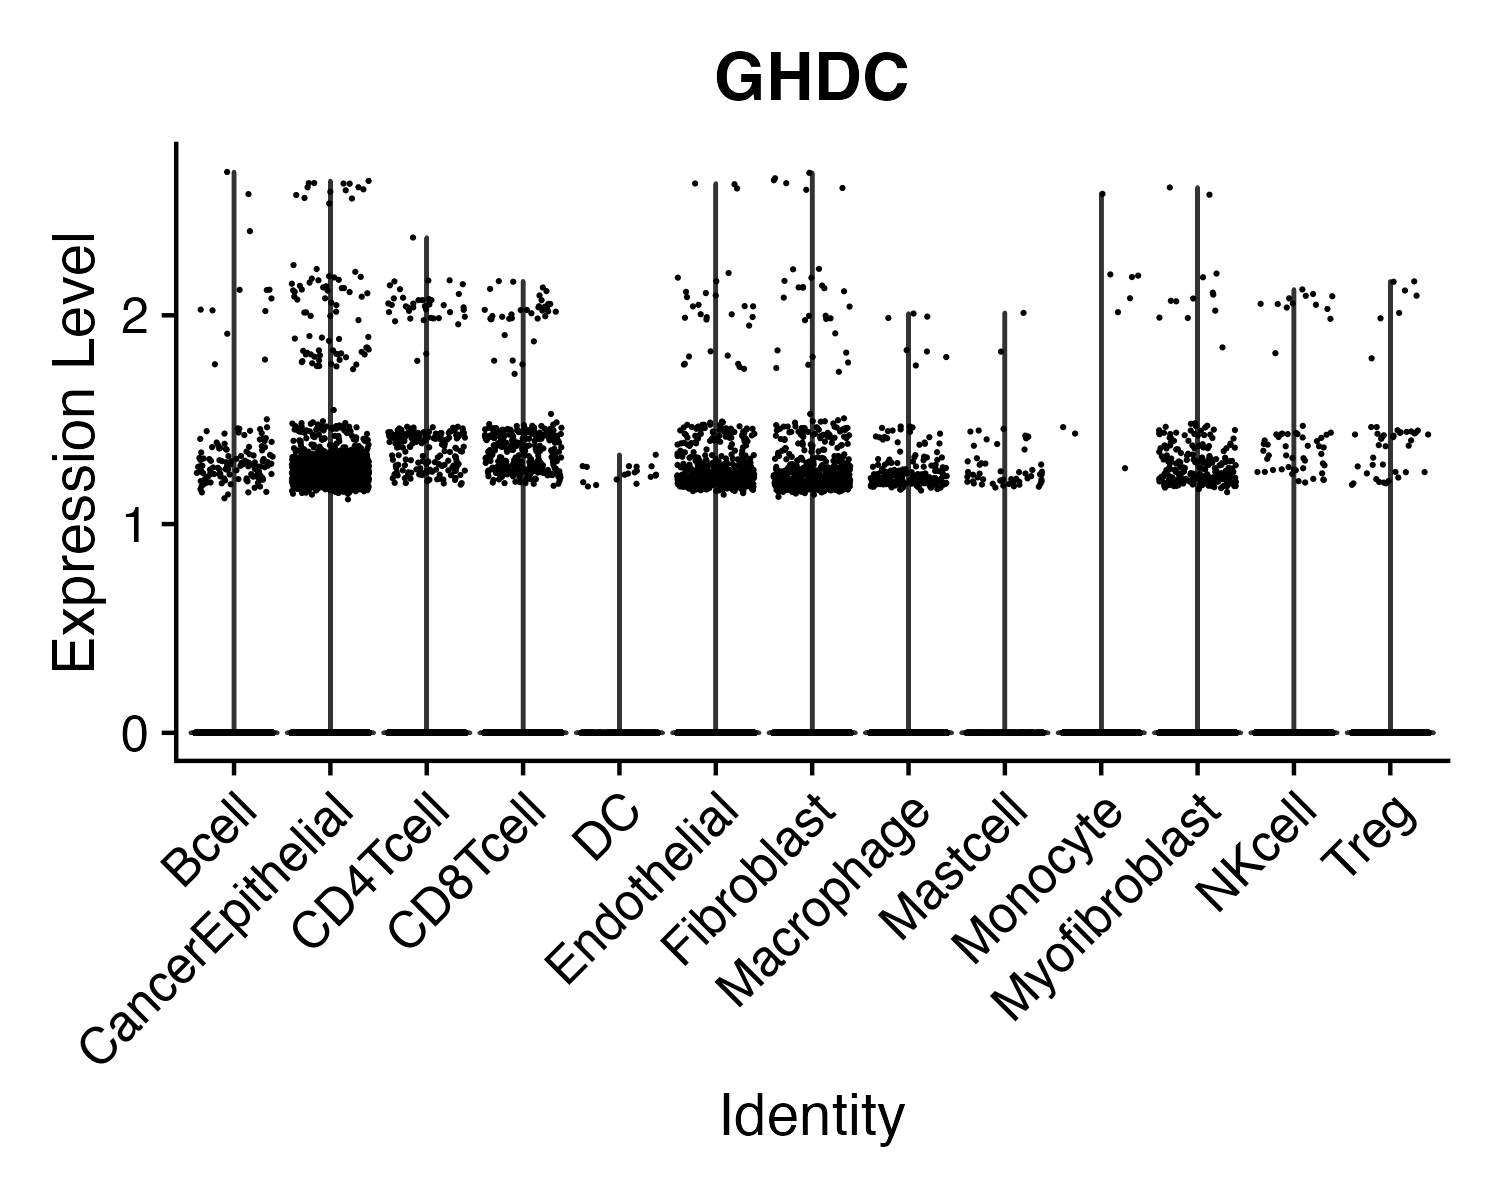 GHDC
Expression Level
2
1
0
Bcell
CancerEpithelial
CD4Tcell
CD8Tcell
DC
Endothelial
Fibroblast
Macrophage
Mastcell
Monocyte
Myofibroblast
NKcell
Treg
Identity